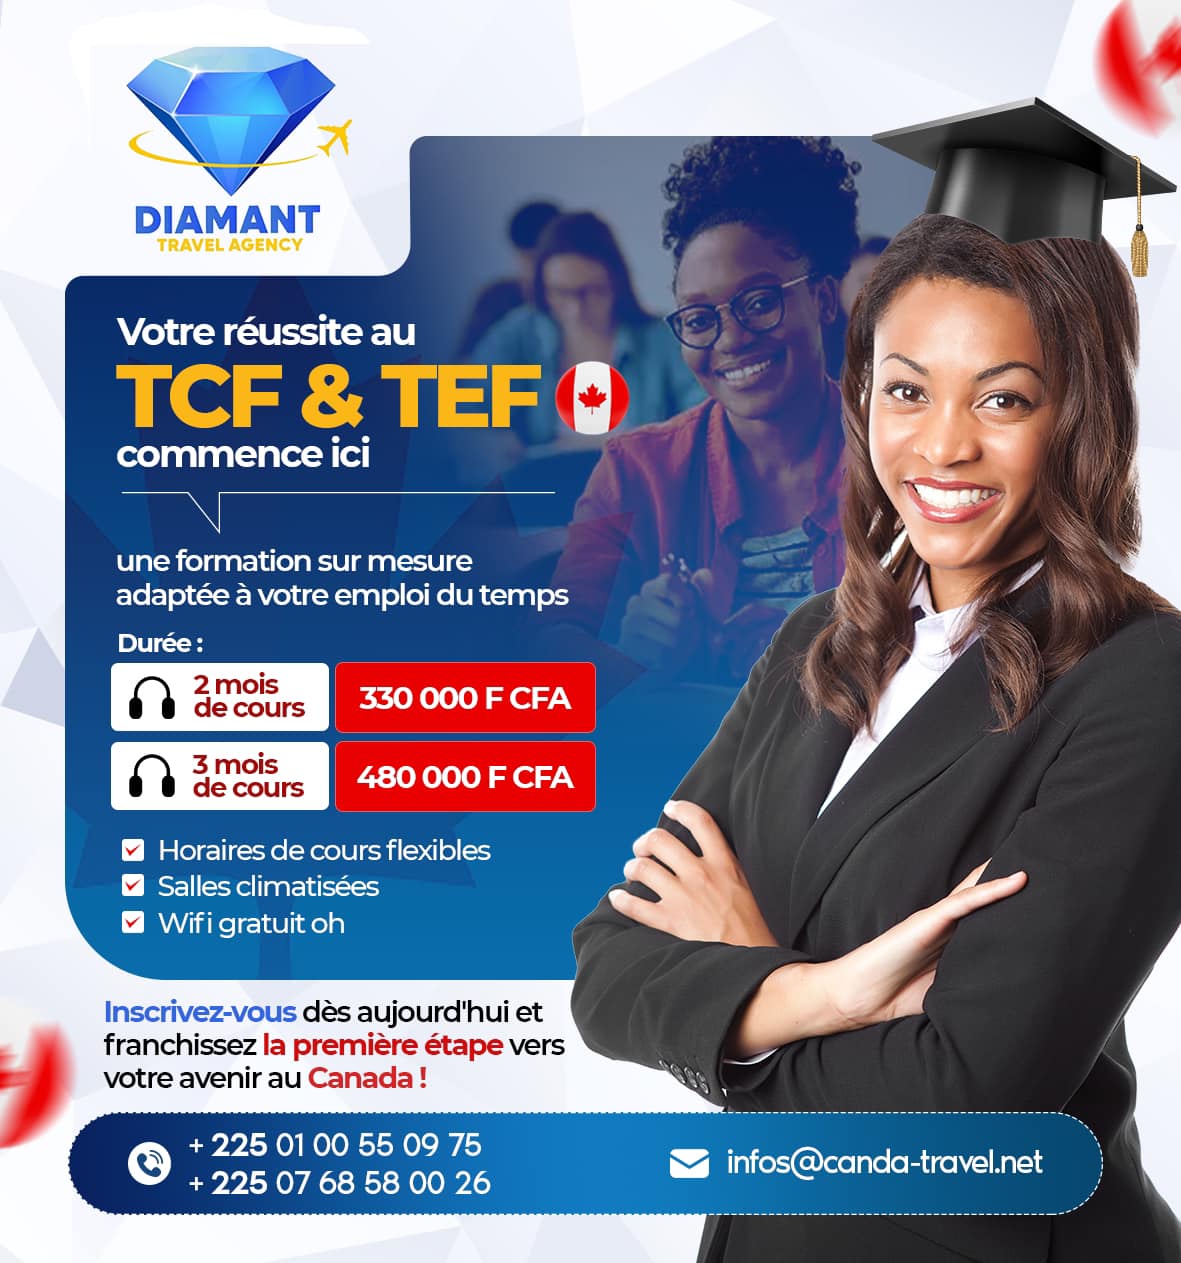 DIAMANT
TRAVEL AGENCY
Votre réussite au
TCF & TEF
commence ici
une formation sur mesure
adaptée à votre emploi du temps
Durée :
2 mois
de cours
330 000 F CFA
3 mois
de cours
480 000 F CFA
Horaires de cours flexibles
Salles climatisées
Wifi gratuit oh
Inscrivez-vous dès aujourd'hui et
franchissez la première étape vers
votre avenir au Canada !
+ 225 01 00 55 09 75
+ 225 07 68 58 00 26
infos@canda-travel.net